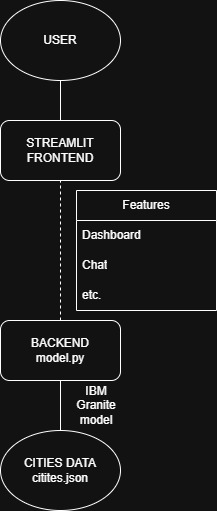 USER
STREAMLIT
FRONTEND
Features
Dashboard
Chat
etc.
BACKEND
model.py
IBM
Granite
model
CITIES DATA
citites.json